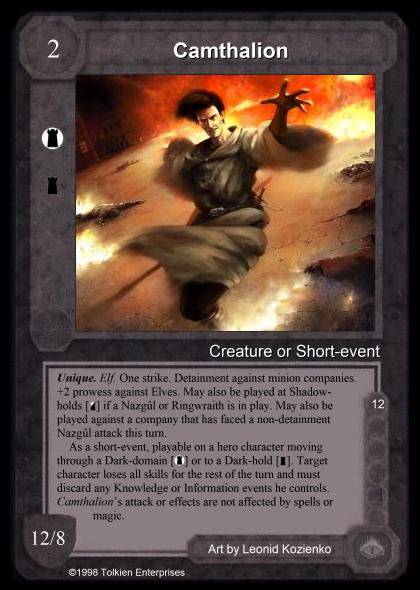 2
Camthalion
Creature or Short-event
Unique. Elf. One strike. Detainment against minion companies.
+2 prowess against Elves. May also be played at Shadow-
holds [] if a Nazgûl or Ringwraith is in play. May also be
played against a company that has faced a non-detainment
Nazgûl attack this turn.
As a short-event, playable on a hero character moving
through a Dark-domain [] or to a Dark-hold []. Target
character loses all skills for the rest of the turn and must
discard any Knowledge or Information events he controls.
Camthalion's attack or effects are not affected by spells or
magic.
12
12/8
Art by Leonid Kozienko
©1998 Tolkien Enterprises